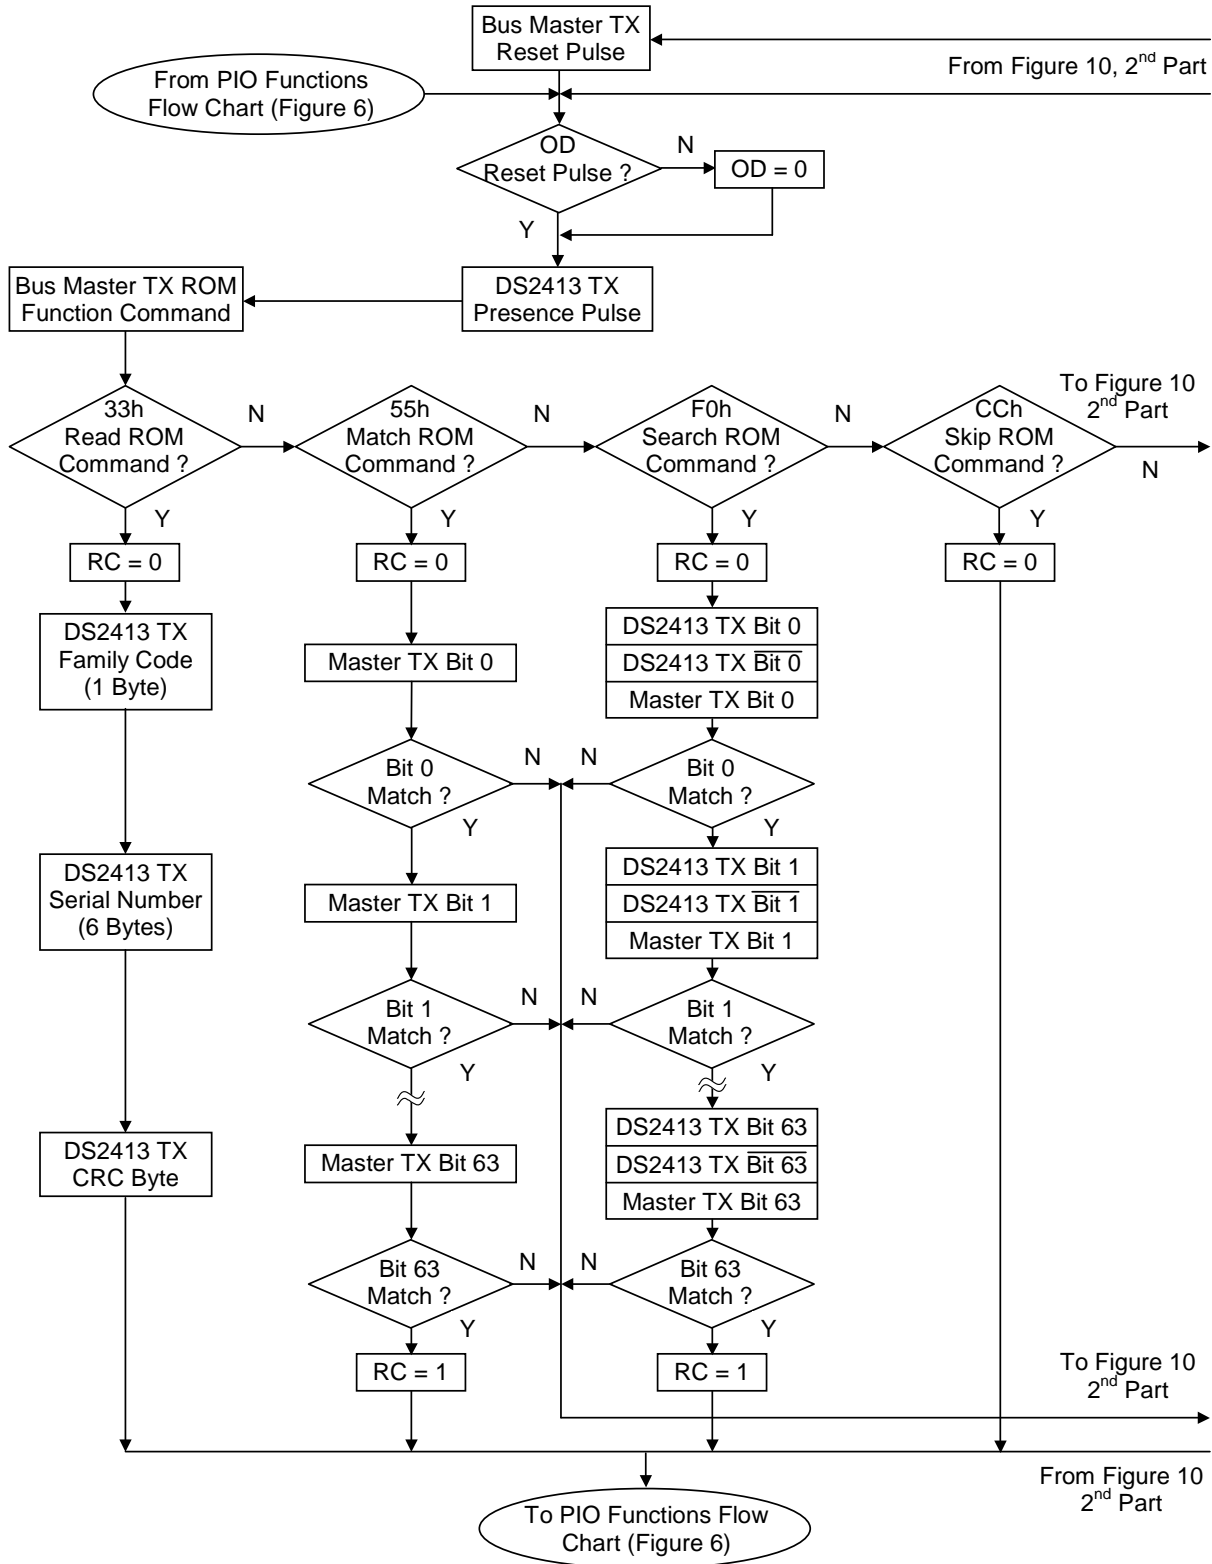 Bus Master TX
Reset Pulse
From Figure 10, 2nd Part
From PIO Functions
Flow Chart (Figure 6)
OD
Reset Pulse ?
N
OD = 0
Y
Bus Master TX ROM
Function Command
DS2413 TX
Presence Pulse
To Figure 10
2nd Part
33h
Read ROM
Command ?
N
55h
Match ROM
Command ?
N
F0h
Search ROM
Command ?
N
CCh
Skip ROM
Command ?
N
Y
Y
Y
Y
RC = 0
RC = 0
RC = 0
RC = 0
DS2413 TX
Family Code
(1 Byte)
Master TX Bit 0
DS2413 TX Bit 0
DS2413 TX B̅i̅t̅ ̅0̅
Master TX Bit 0
Bit 0
Match ?
N
N
Bit 0
Match ?
Y
Y
DS2413 TX
Serial Number
(6 Bytes)
Master TX Bit 1
DS2413 TX Bit 1
DS2413 TX B̅i̅t̅ ̅1̅
Master TX Bit 1
Bit 1
Match ?
N
N
Bit 1
Match ?
Y
Y
DS2413 TX
CRC Byte
Master TX Bit 63
DS2413 TX Bit 63
DS2413 TX B̅i̅t̅ ̅6̅3̅
Master TX Bit 63
Bit 63
Match ?
N
N
Bit 63
Match ?
Y
Y
RC = 1
RC = 1
To Figure 10
2nd Part
From Figure 10
2nd Part
To PIO Functions Flow
Chart (Figure 6)